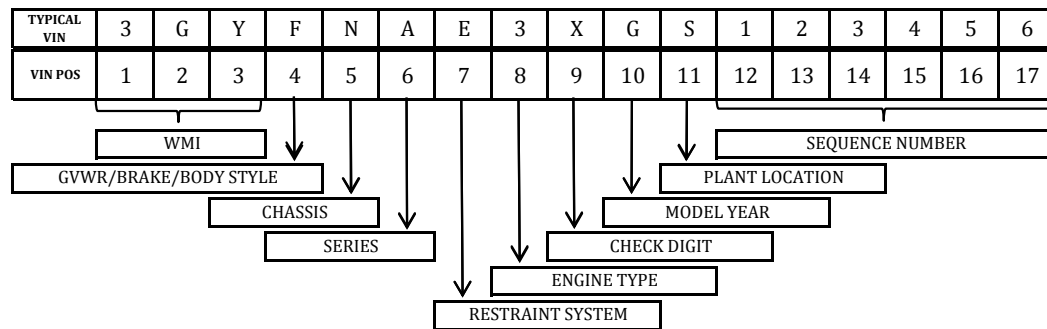 TYPICAL VIN 3 G Y F N A E 3 X G S 1 2 3 4 5 6
VIN POS 1 2 3 4 5 6 7 8 9 10 11 12 13 14 15 16 17
WMI SEQUENCE NUMBER
GVWR/BRAKE/BODY STYLE PLANT LOCATION
CHASSIS MODEL YEAR
SERIES CHECK DIGIT
ENGINE TYPE
RESTRAINT SYSTEM